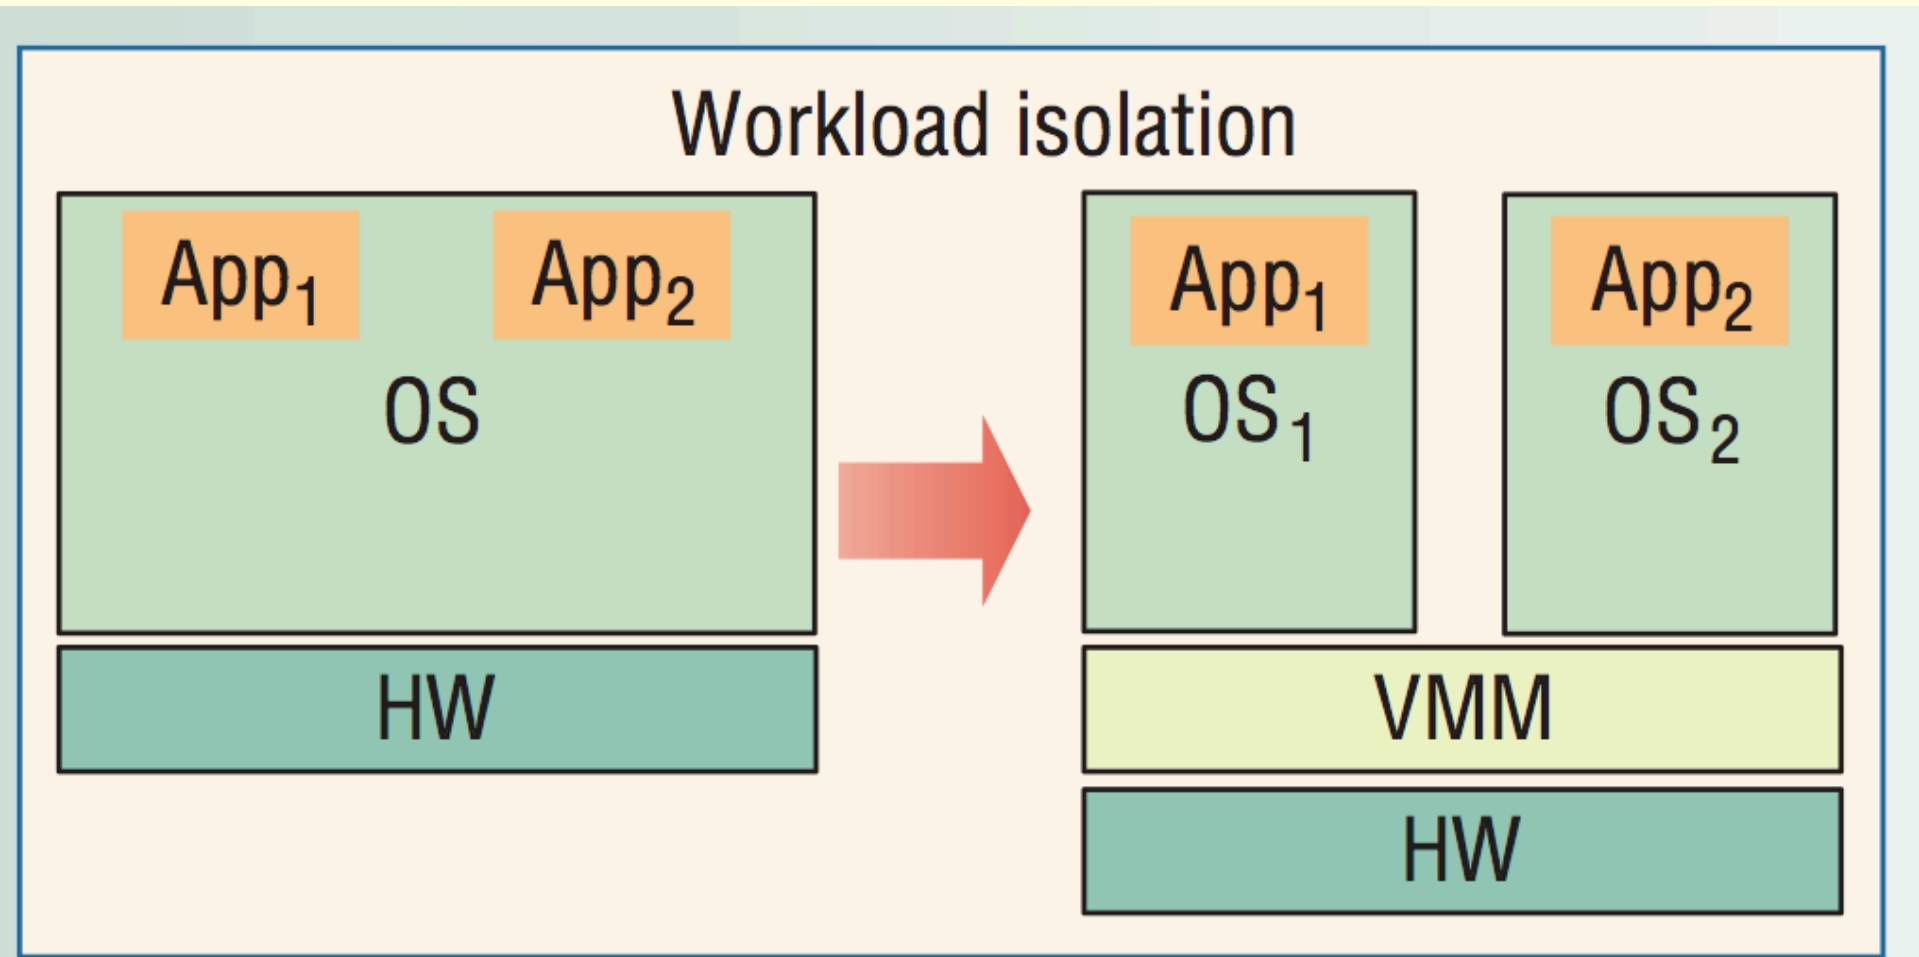 Workload isolation
App₁ App₂
OS
HW
App₁ App₂
OS₁ OS₂
VMM
HW